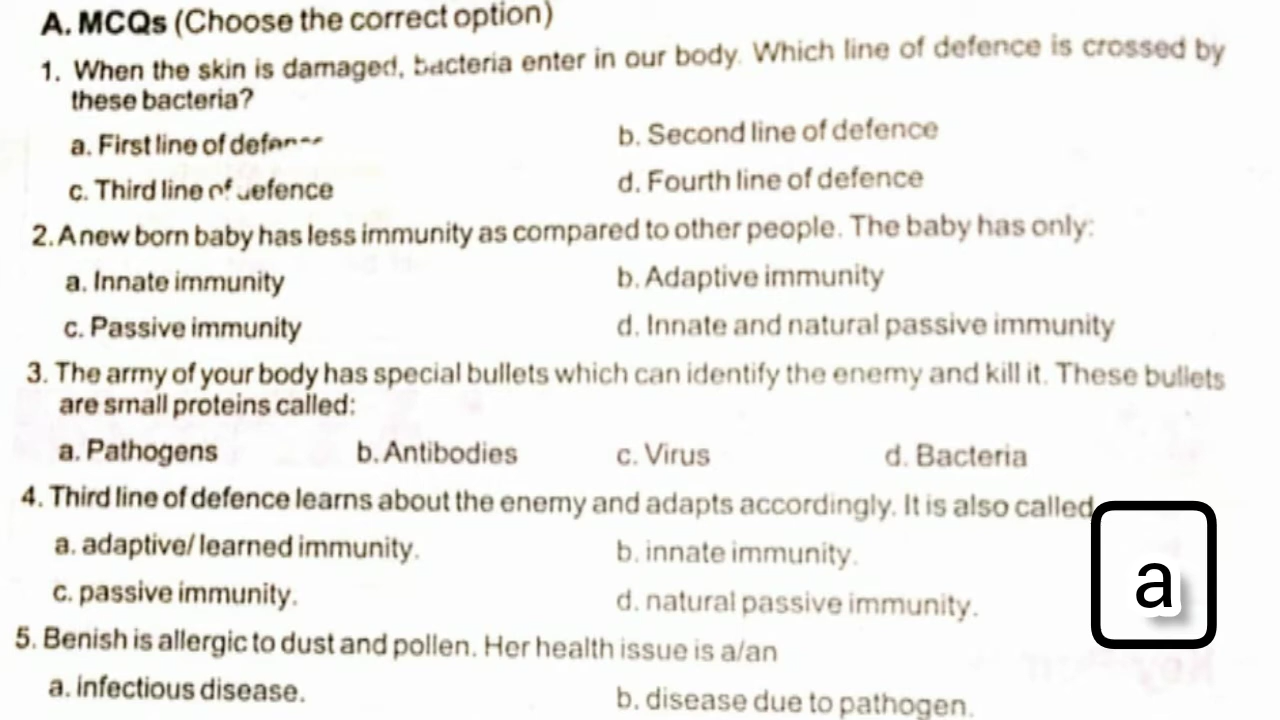 A. MCQs (Choose the correct option)
1. When the skin is damaged, bacteria enter in our body. Which line of defence is crossed by
these bacteria?
a. First line of defence b. Second line of defence
c. Third line of defence d. Fourth line of defence
2. A new born baby has less immunity as compared to other people. The baby has only:
a. Innate immunity b. Adaptive immunity
c. Passive immunity d. Innate and natural passive immunity
3. The army of your body has special bullets which can identify the enemy and kill it. These bullets
are small proteins called:
a. Pathogens b. Antibodies c. Virus d. Bacteria
4. Third line of defence learns about the enemy and adapts accordingly. It is also called
a. adaptive/ learned immunity. b. innate immunity.
c. passive immunity. d. natural passive immunity.
a
5. Benish is allergic to dust and pollen. Her health issue is a/an
a. infectious disease. b. disease due to pathogen.